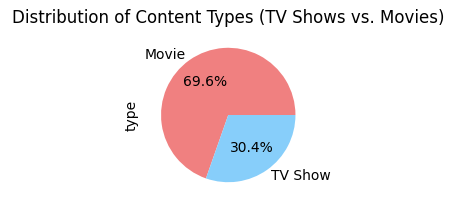 Distribution of Content Types (TV Shows vs. Movies)
Movie
69.6%
type
30.4%
TV Show